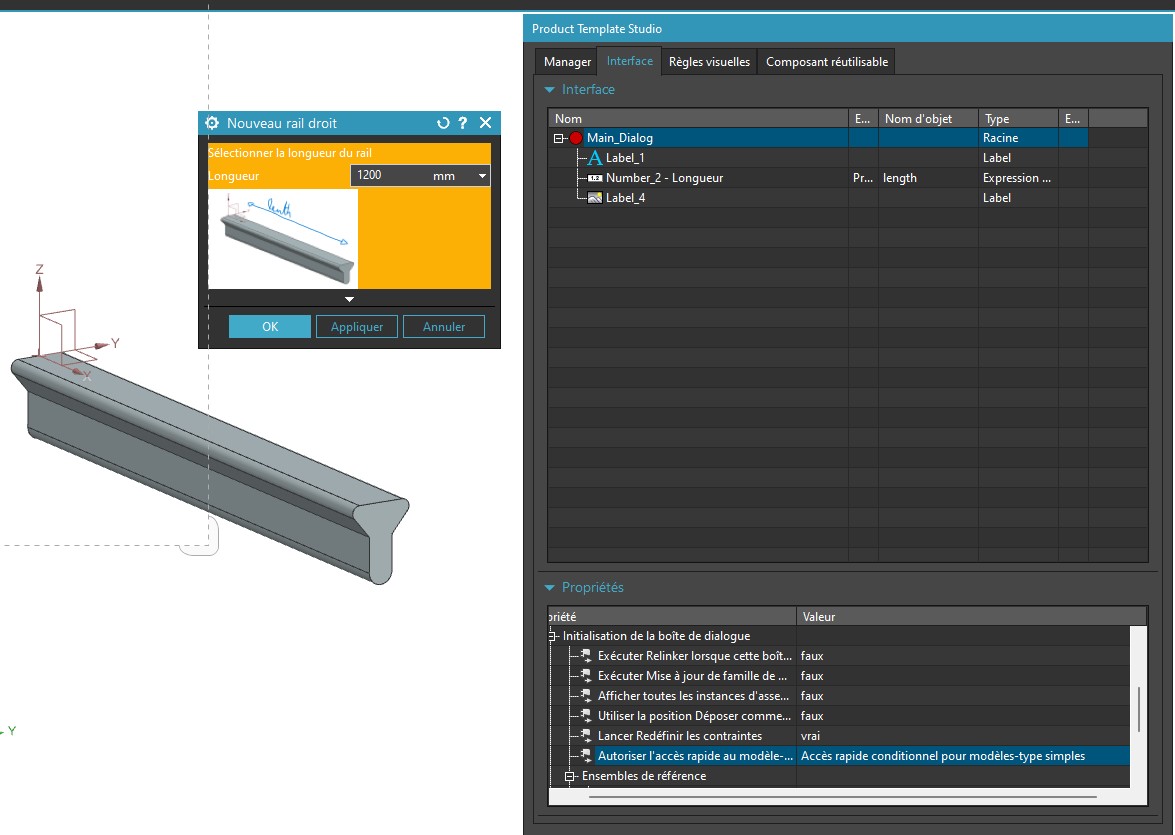 Product Template Studio
Manager
Interface
Règles visuelles
Composant réutilisable
Interface
Nom
E...
Nom d'objet
Type
E...
Main_Dialog
Racine
Label_1
Label
Number_2 - Longueur
Pr...
length
Expression ...
Label_4
Label
Nouveau rail droit
?
Sélectionner la longueur du rail
Longueur
1200
mm
lenth
OK
Appliquer
Annuler
Z
Y
X
Y
Propriétés
priété
Valeur
Initialisation de la boîte de dialogue
Exécuter Relinker lorsque cette boît...
faux
Exécuter Mise à jour de famille de ...
faux
Afficher toutes les instances d'asse...
faux
Utiliser la position Déposer comme...
faux
Lancer Redéfinir les contraintes
vrai
Autoriser l'accès rapide au modèle-...
Accès rapide conditionnel pour modèles-type simples
Ensembles de référence